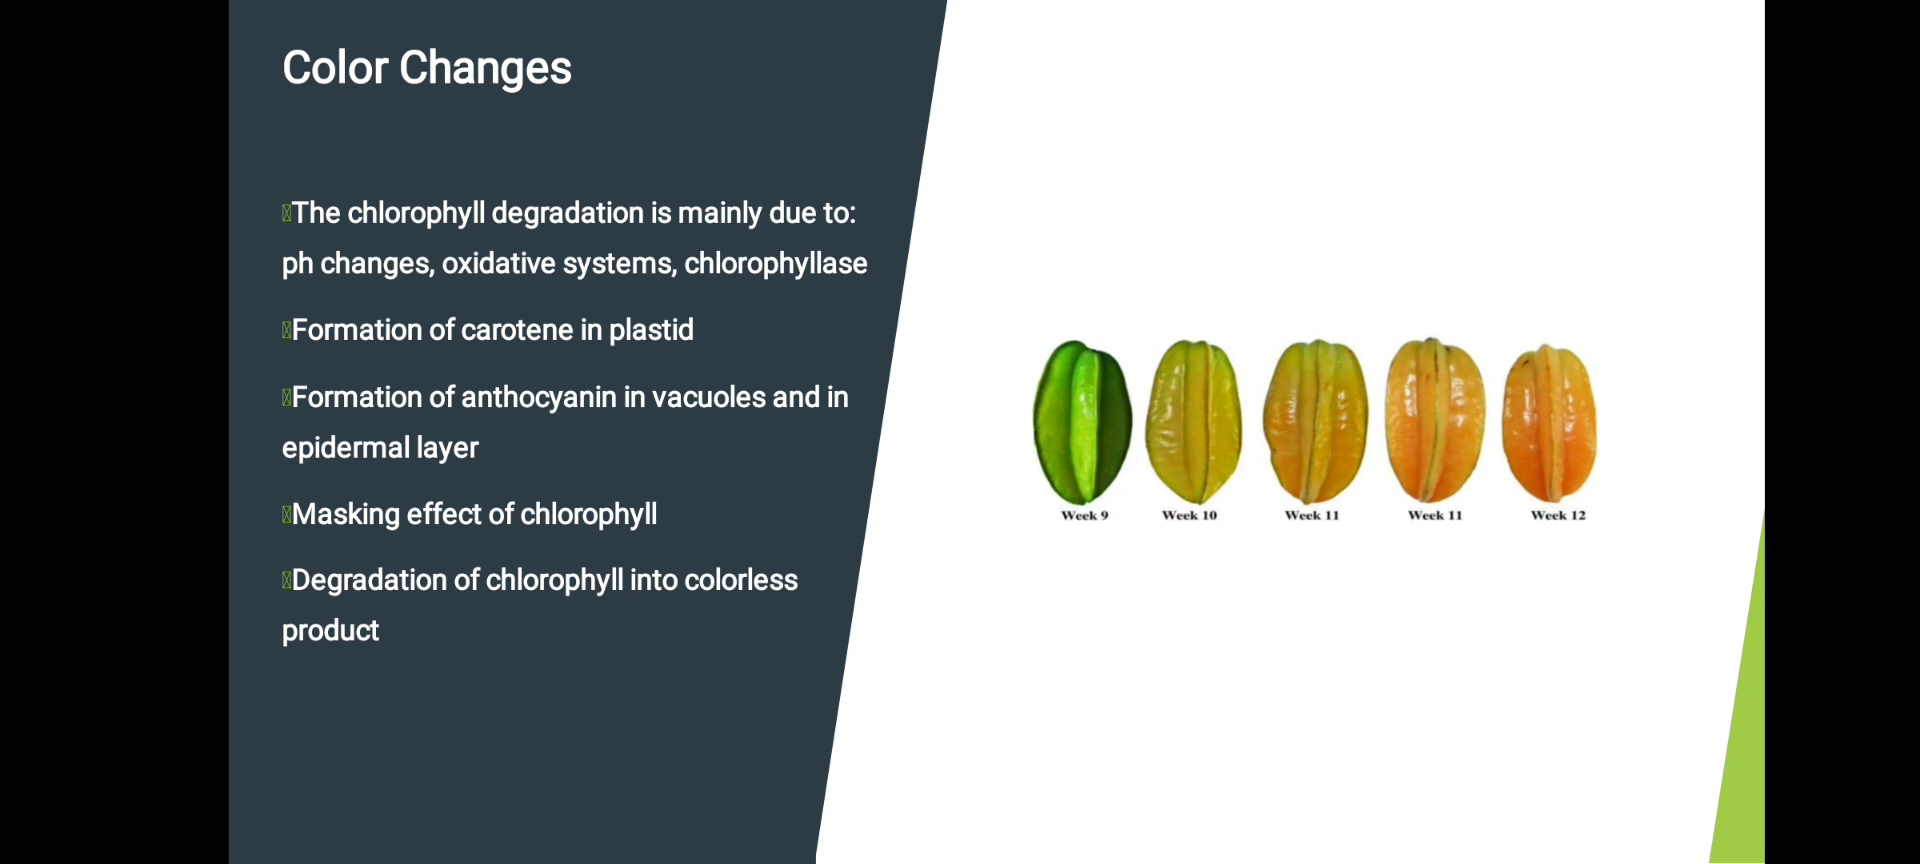 Color Changes
The chlorophyll degradation is mainly due to:
ph changes, oxidative systems, chlorophyllase
Formation of carotene in plastid
Formation of anthocyanin in vacuoles and in
epidermal layer
Masking effect of chlorophyll
Degradation of chlorophyll into colorless
product
Week 9 Week 10 Week 11 Week 11 Week 12